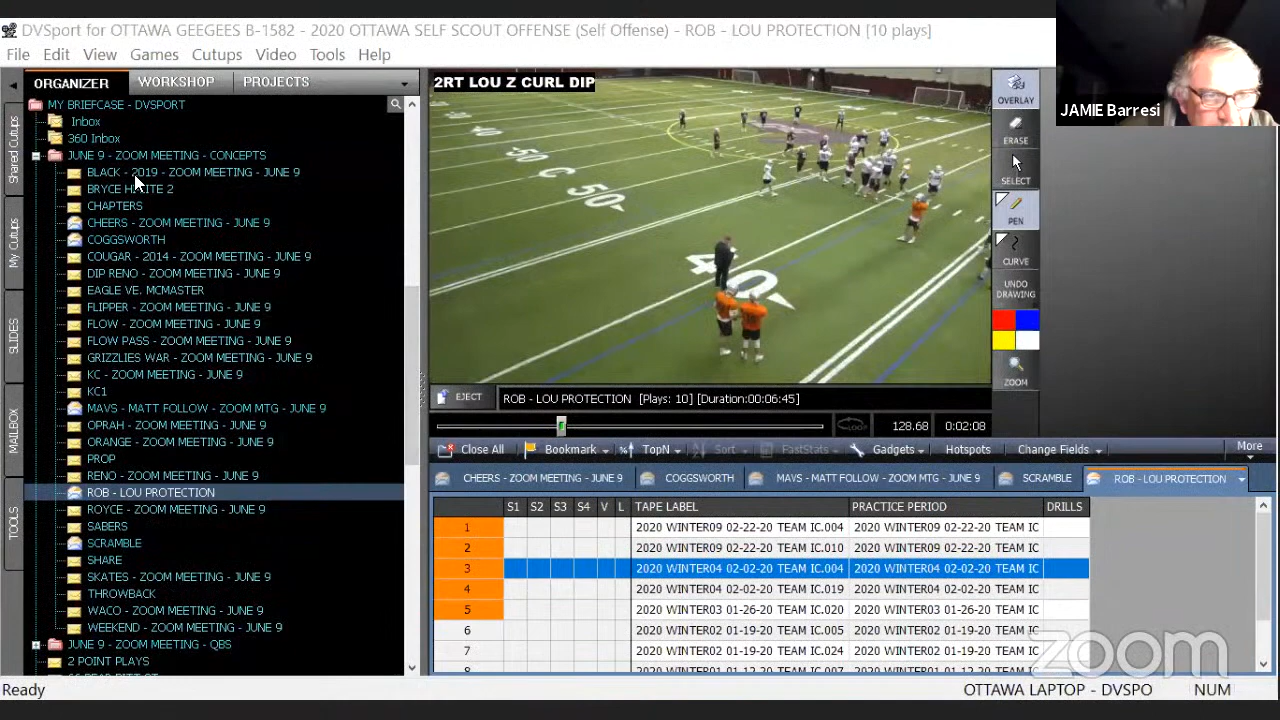 DVSport for OTTAWA GEEGEES B-1582 - 2020 OTTAWA SELF SCOUT OFFENSE (Self Offense) - ROB - LOU PROTECTION [10 plays]
File Edit View Games Cutups Video Tools Help
ORGANIZER WORKSHOP PROJECTS
Shared Cutups
My Cutups
SLIDES
MAILBOX
TOOLS
MY BRIEFCASE - DVSPORT
Inbox
360 Inbox
JUNE 9 - ZOOM MEETING - CONCEPTS
BLACK - 2019 - ZOOM MEETING - JUNE 9
BRYCE 2
CHAPTERS
CHEERS - ZOOM MEETING - JUNE 9
COGGSWORTH
COUGAR - 2014 - ZOOM MEETING - JUNE 9
DIP RENO - ZOOM MEETING - JUNE 9
EAGLE VE. MCMASTER
FLIPPER - ZOOM MEETING - JUNE 9
FLOW - ZOOM MEETING - JUNE 9
FLOW PASS - ZOOM MEETING - JUNE 9
GRIZZLIES WAR - ZOOM MEETING - JUNE 9
KC - ZOOM MEETING - JUNE 9
KC1
MAVS - MATT FOLLOW - ZOOM MTG - JUNE 9
OPRAH - ZOOM MEETING - JUNE 9
ORANGE - ZOOM MEETING - JUNE 9
PROP
RENO - ZOOM MEETING - JUNE 9
ROB - LOU PROTECTION
ROYCE - ZOOM MEETING - JUNE 9
SABERS
SCRAMBLE
SHARE
SKATES - ZOOM MEETING - JUNE 9
THROWBACK
WACO - ZOOM MEETING - JUNE 9
WEEKEND - ZOOM MEETING - JUNE 9
JUNE 9 - ZOOM MEETING - QBS
2 POINT PLAYS
2RT LOU Z CURL DIP
50 C 50
40
OVERLAY
ERASE
SELECT
PEN
CURVE
UNDO
DRAWING
ZOOM
JAMIE Barresi
EJECT ROB - LOU PROTECTION [Plays: 10] [Duration:00:06:45]
LOOP 128.68 0:02:08
Close All Bookmark TopN Sort FastStats Gadgets Hotspots Change Fields More
CHEERS - ZOOM MEETING - JUNE 9 COGGSWORTH MAVS - MATT FOLLOW - ZOOM MTG - JUNE 9 SCRAMBLE ROB - LOU PROTECTION
S1 S2 S3 S4 V L TAPE LABEL PRACTICE PERIOD DRILLS
1 2020 WINTER09 02-22-20 TEAM IC.004 2020 WINTER09 02-22-20 TEAM IC
2 2020 WINTER09 02-22-20 TEAM IC.010 2020 WINTER09 02-22-20 TEAM IC
3 2020 WINTER04 02-02-20 TEAM IC.004 2020 WINTER04 02-02-20 TEAM IC
4 2020 WINTER04 02-02-20 TEAM IC.019 2020 WINTER04 02-02-20 TEAM IC
5 2020 WINTER03 01-26-20 TEAM IC.020 2020 WINTER03 01-26-20 TEAM IC
6 2020 WINTER02 01-19-20 TEAM IC.005 2020 WINTER02 01-19-20 TEAM IC
7 2020 WINTER02 01-19-20 TEAM IC.024 2020 WINTER02 01-19-20 TEAM IC
zoom
Ready OTTAWA LAPTOP - DVSPO NUM